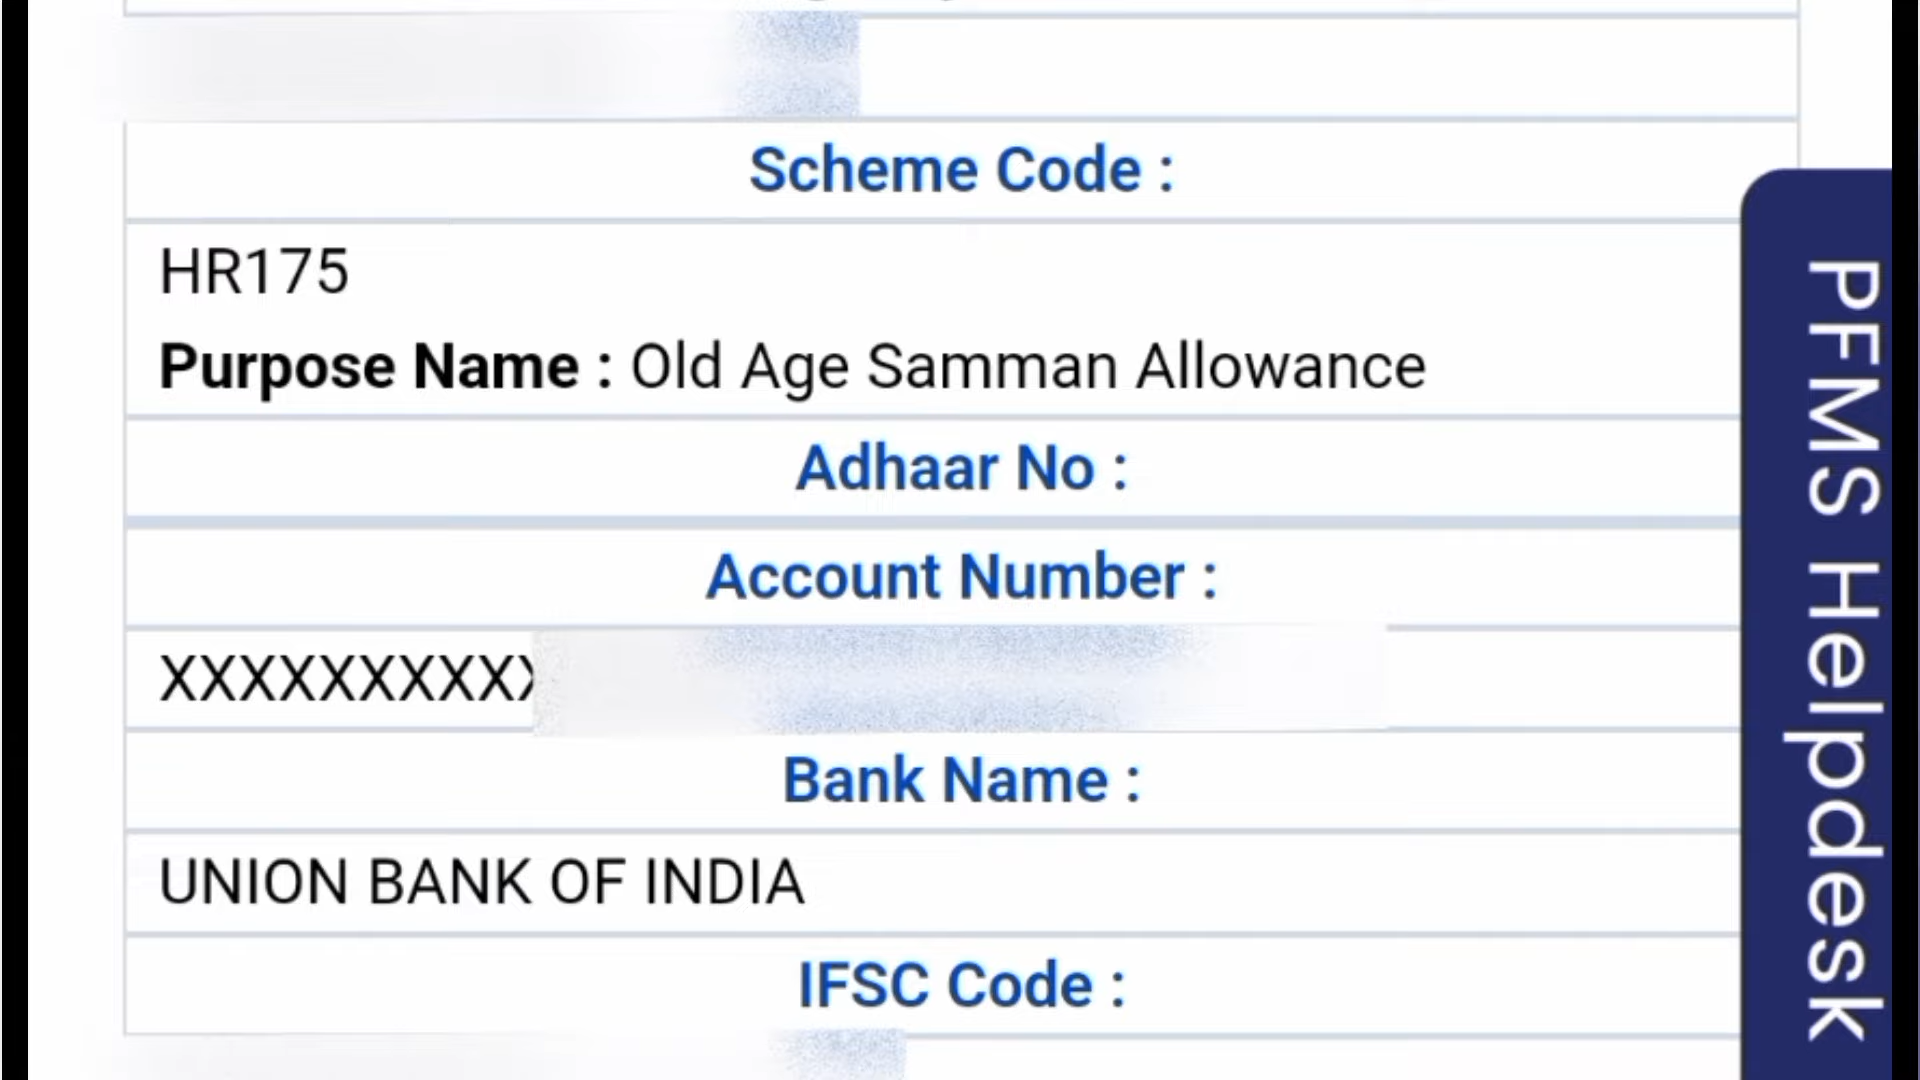 Scheme Code :
HR175
Purpose Name : Old Age Samman Allowance
Adhaar No :
Account Number :
XXXXXXXXXX
Bank Name :
UNION BANK OF INDIA
IFSC Code :
PFMS Helpdesk